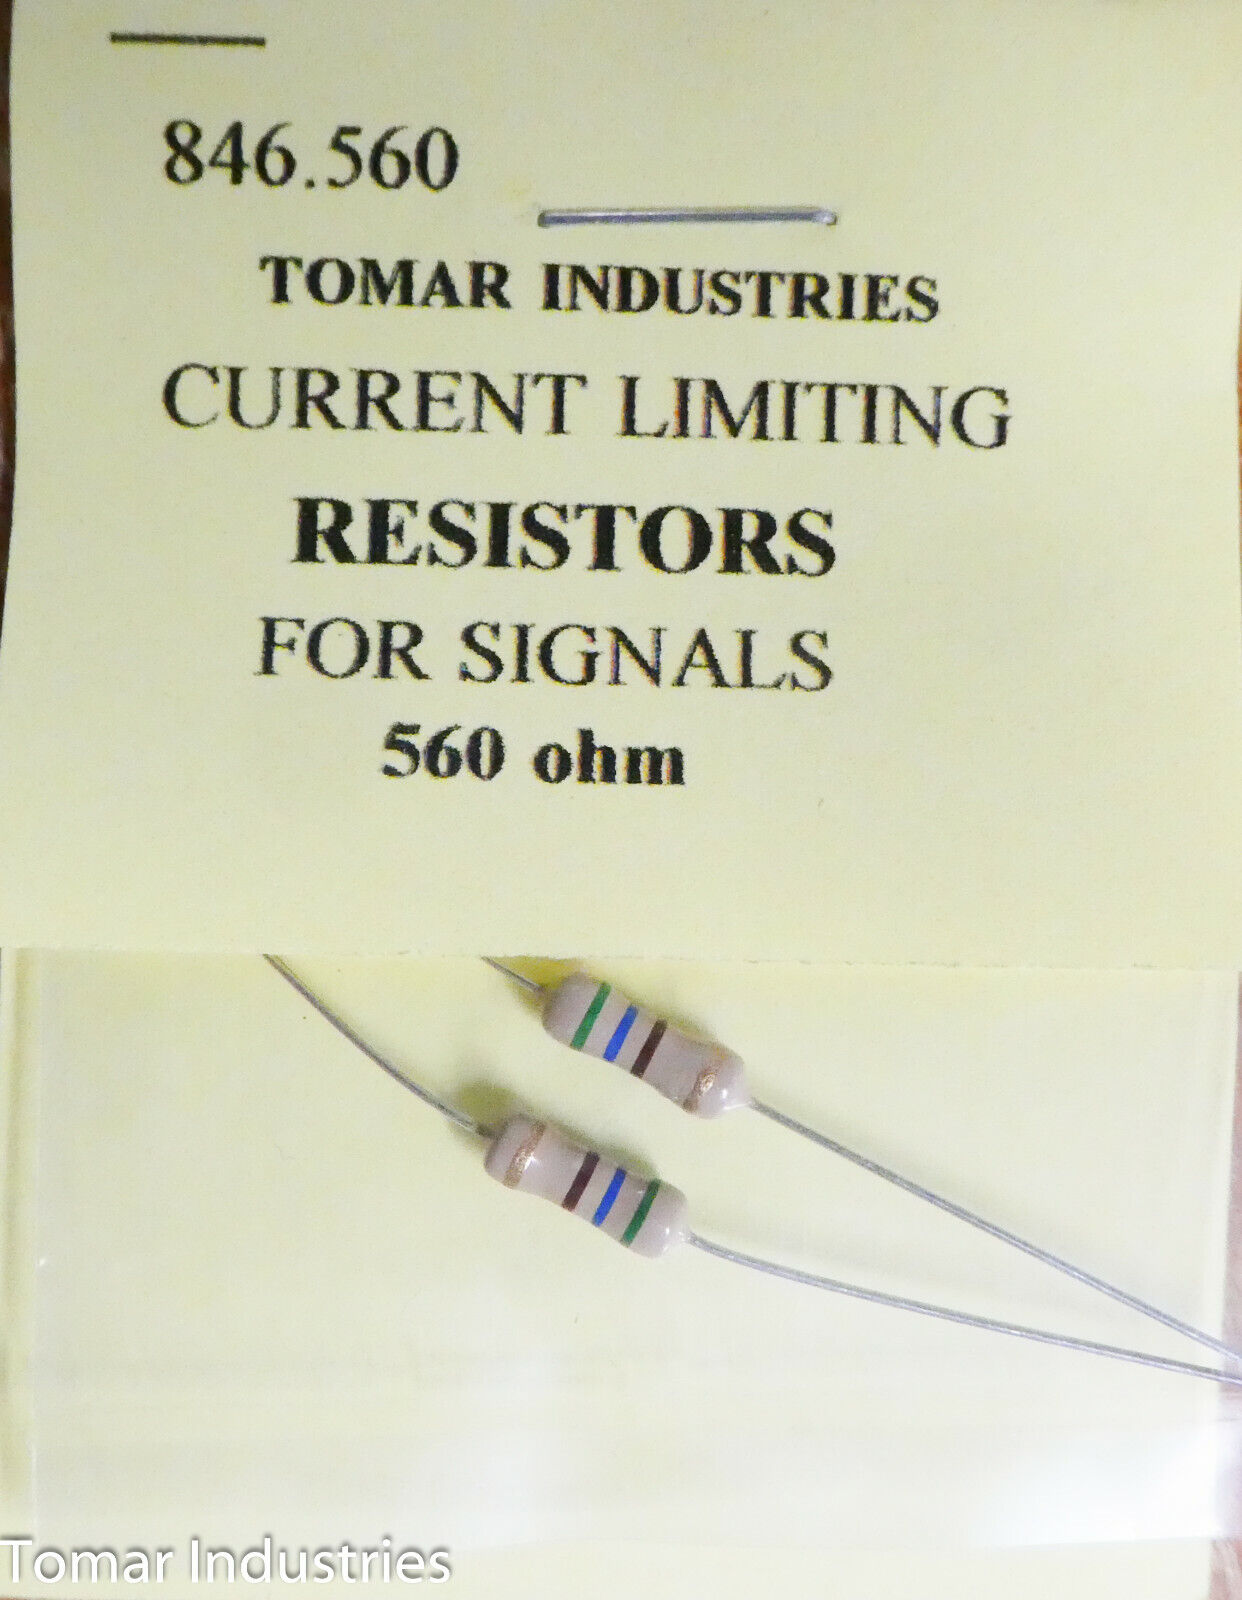 846.560
TOMAR INDUSTRIES
CURRENT LIMITING
RESISTORS
FOR SIGNALS
560 ohm
Tomar Industries